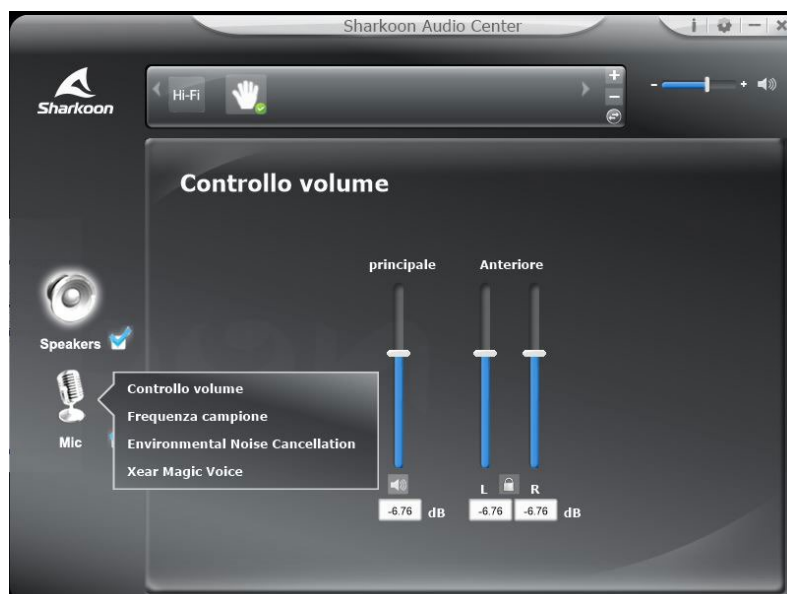 Sharkoon Audio Center
Sharkoon
Hi-Fi
Controllo volume
principale
Anteriore
Speakers
Mic
Controllo volume
Frequenza campione
Environmental Noise Cancellation
Xear Magic Voice
L R
-6.76 dB
-6.76 -6.76 dB